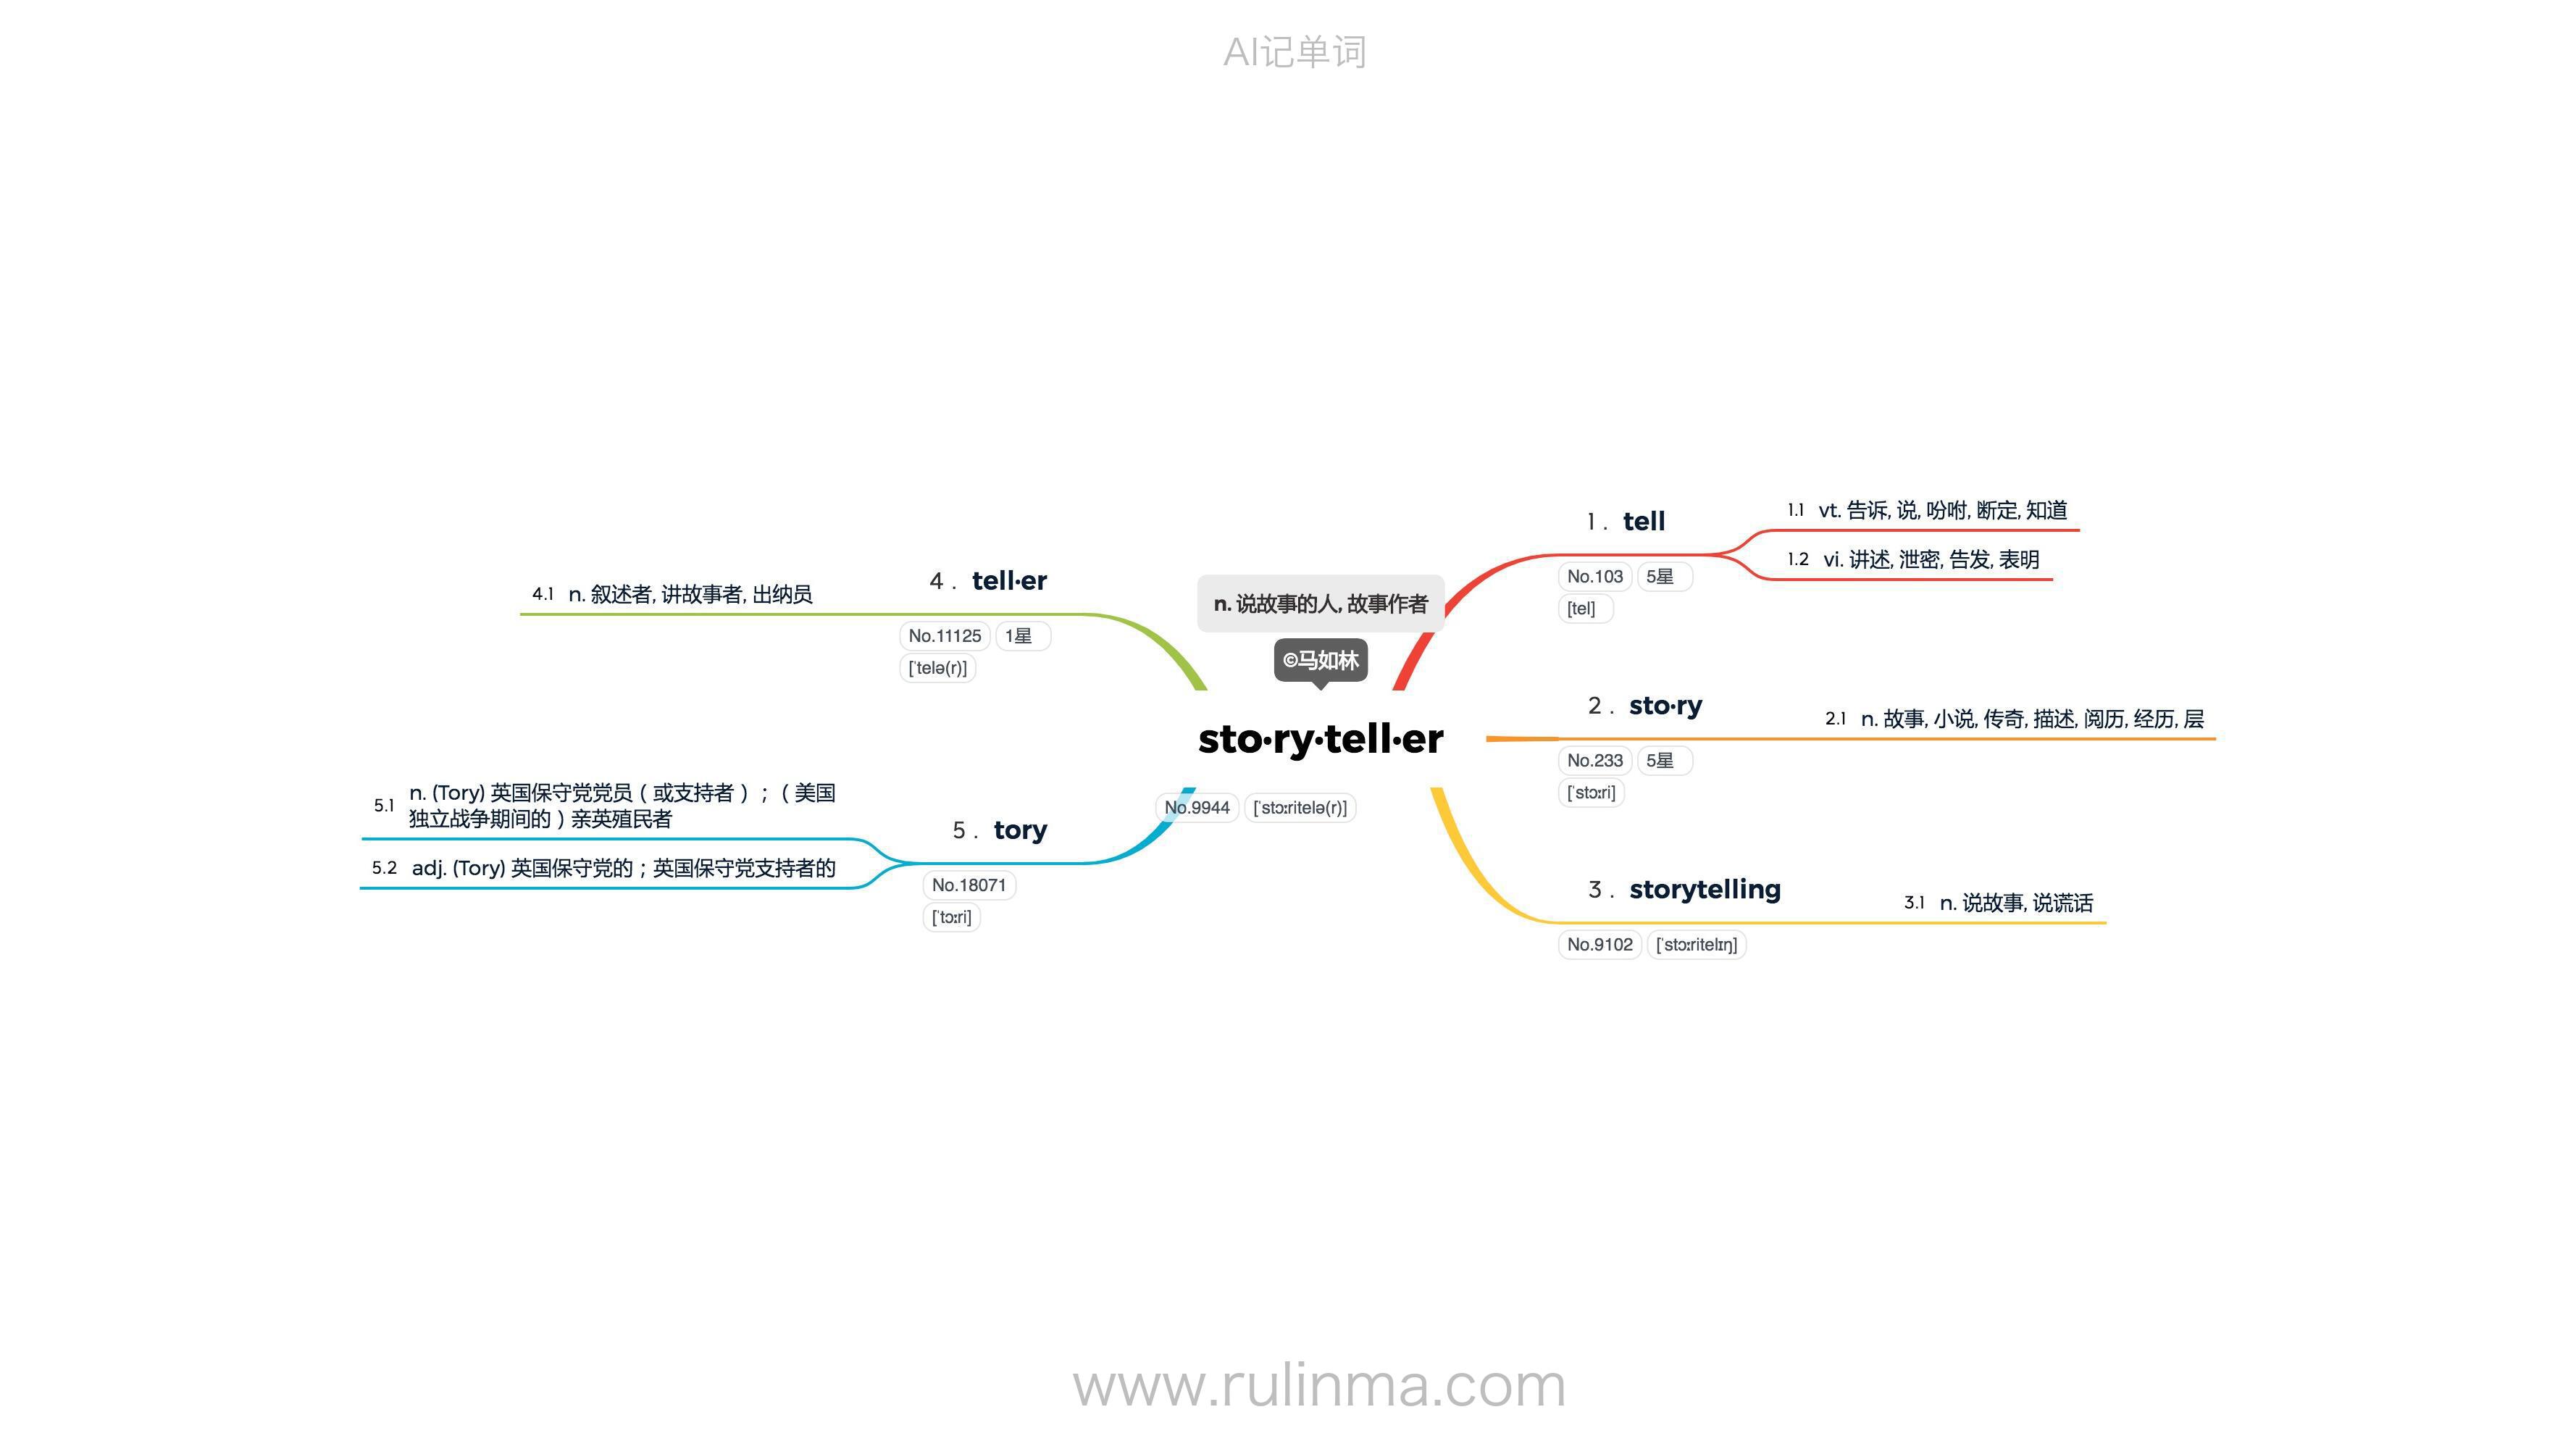 AI记单词
n. 说故事的人, 故事作者
©马如林
sto·ry·tell·er
No.9944 [ˈstɔːritelə(r)]
1 . tell
No.103 5星
[tel]
1.1 vt. 告诉, 说, 吩咐, 断定, 知道
1.2 vi. 讲述, 泄密, 告发, 表明
2 . sto·ry
No.233 5星
[ˈstɔːri]
2.1 n. 故事, 小说, 传奇, 描述, 阅历, 经历, 层
3 . storytelling
No.9102 [ˈstɔːritelɪŋ]
3.1 n. 说故事, 说谎话
4 . tell·er
No.11125 1星
[ˈtelə(r)]
4.1 n. 叙述者, 讲故事者, 出纳员
5 . tory
No.18071
[ˈtɔːri]
5.1 n. (Tory) 英国保守党党员（或支持者）；（美国
独立战争期间的）亲英殖民者
5.2 adj. (Tory) 英国保守党的；英国保守党支持者的
www.rulinma.com